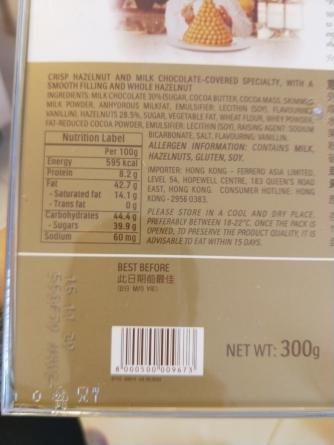 CRISP HAZELNUT AND MILK CHOCOLATE-COVERED SPECIALTY, WITH A
SMOOTH FILLING AND WHOLE HAZELNUT
INGREDIENTS: MILK CHOCOLATE 30% (SUGAR, COCOA BUTTER, COCOA MASS, SKIMMED
MILK POWDER, ANHYDROUS MILKFAT, EMULSIFIER: LECITHIN (SOY), FLAVOURING:
VANILLIN), HAZELNUTS 28.5%, SUGAR, VEGETABLE FAT, WHEAT FLOUR, WHEY POWDER,
FAT-REDUCED COCOA POWDER, EMULSIFIER: LECITHIN (SOY), RAISING AGENT: SODIUM
BICARBONATE, SALT, FLAVOURING: VANILLIN.
Nutrition Label
Per 100g
Energy 595 kcal
Protein 8.2 g
Fat 42.7 g
- Saturated fat 14.1 g
- Trans fat 0 g
Carbohydrates 44.4 g
- Sugars 39.9 g
Sodium 60 mg
ALLERGEN INFORMATION: CONTAINS MILK,
HAZELNUTS, GLUTEN, SOY.
IMPORTER: HONG KONG - FERRERO ASIA LIMITED,
LEVEL 54, HOPEWELL CENTRE, 183 QUEEN'S ROAD
EAST, HONG KONG. CONSUMER HOTLINE: HONG
KONG - 2956 0383.
PLEASE STORE IN A COOL AND DRY PLACE,
PREFERABLY BETWEEN 18-22°C. ONCE THE PACK IS
OPENED, TO PRESERVE THE PRODUCT QUALITY, IT IS
ADVISABLE TO EAT WITHIN 15 DAYS.
BEST BEFORE
此日期前最佳
(D日 M月 Y年)
NET WT: 300g
8 000500 009673